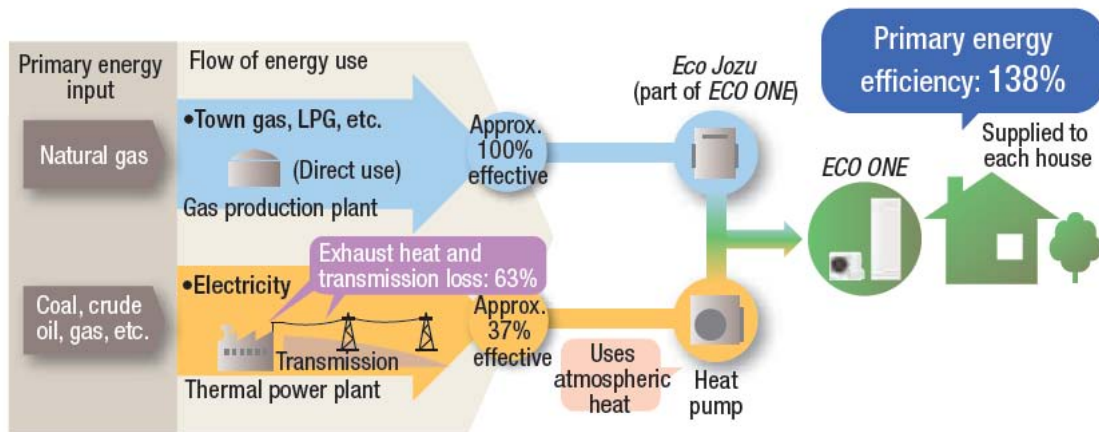 Primary energy
input
Flow of energy use
Natural gas
•Town gas, LPG, etc.
(Direct use)
Gas production plant
Approx.
100%
effective
Eco Jozu
(part of ECO ONE)
Primary energy
efficiency: 138%
Supplied to
each house
ECO ONE
Coal, crude
oil, gas, etc.
•Electricity
Exhaust heat and
transmission loss: 63%
Transmission
Thermal power plant
Approx.
37%
effective
Uses
atmospheric
heat
Heat
pump